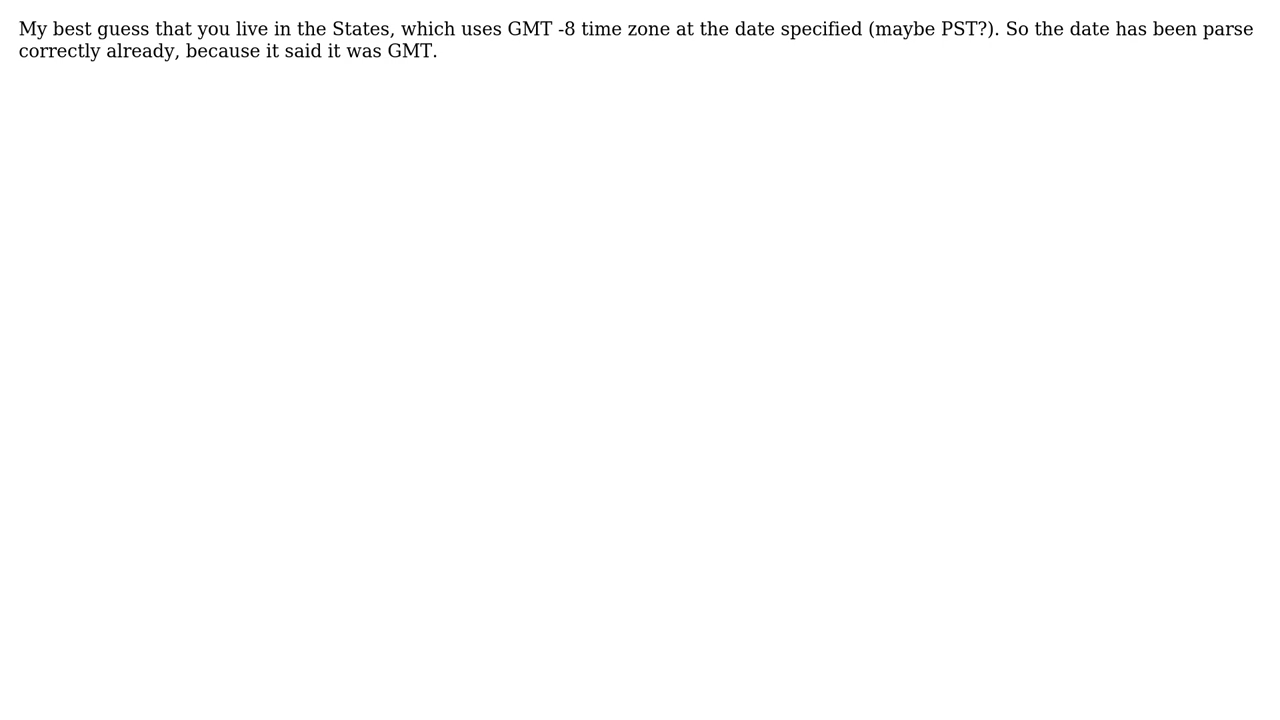 My best guess that you live in the States, which uses GMT -8 time zone at the date specified (maybe PST?). So the date has been parse
correctly already, because it said it was GMT.